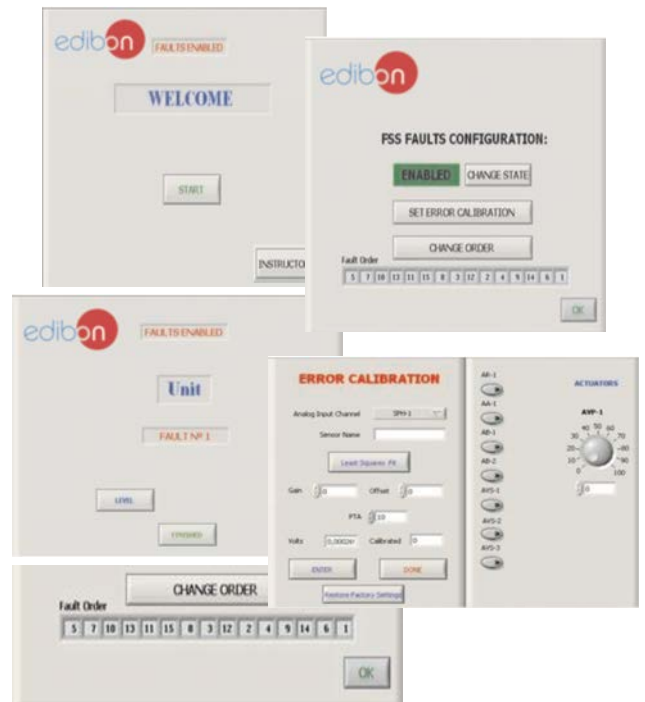 edibon
FAULTS ENABLED
WELCOME
START
INSTRUCTO
edibon
FSS FAULTS CONFIGURATION:
ENABLED CHANGE STATE
SET ERROR CALIBRATION
CHANGE ORDER
Fault Order
5 7 10 13 11 15 8 3 12 2 4 9 14 6 1
OK
edibon
FAULTS ENABLED
Unit
FAULT Nº 1
LEVEL
FINISHED
ERROR CALIBRATION
Analog Input Channel SPH-1
Sensor Name
Least Squares Fit
Gain 0 Offset 0
PTA 10
Volts Calibrated 0
ENTER DONE
Restore Factory Settings
AR-1
AA-1
AB-1
AB-2
AVS-1
AVS-2
AVS-3
ACTUATORS
AVP-1
0 10 20 30 40 50 60 70 80 90 100
0
CHANGE ORDER
Fault Order
5 7 10 13 11 15 8 3 12 2 4 9 14 6 1
OK